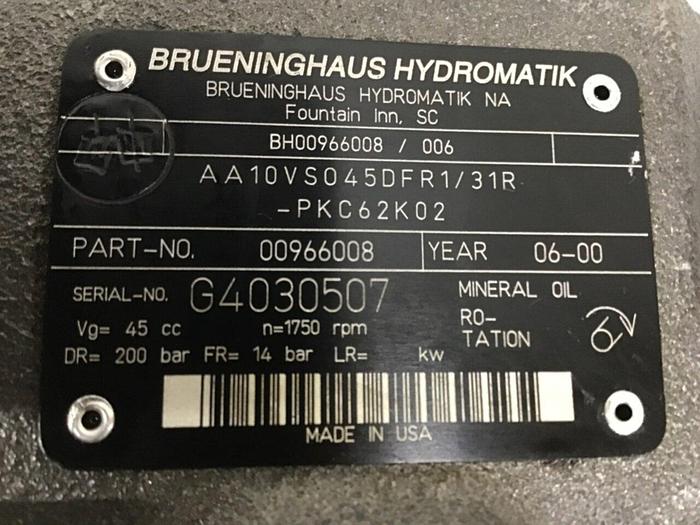 BRUENINGHAUS HYDROMATIK
BRUENINGHAUS HYDROMATIK NA
Fountain Inn, SC
BH00966008 / 006
AA10VSO45DFR1/31R
-PKC62K02
PART-NO. 00966008 YEAR 06-00
SERIAL-NO. G4030507 MINERAL OIL
Vg= 45 cc n=1750 rpm RO-
TATION
DR= 200 bar FR= 14 bar LR= kw
MADE IN USA